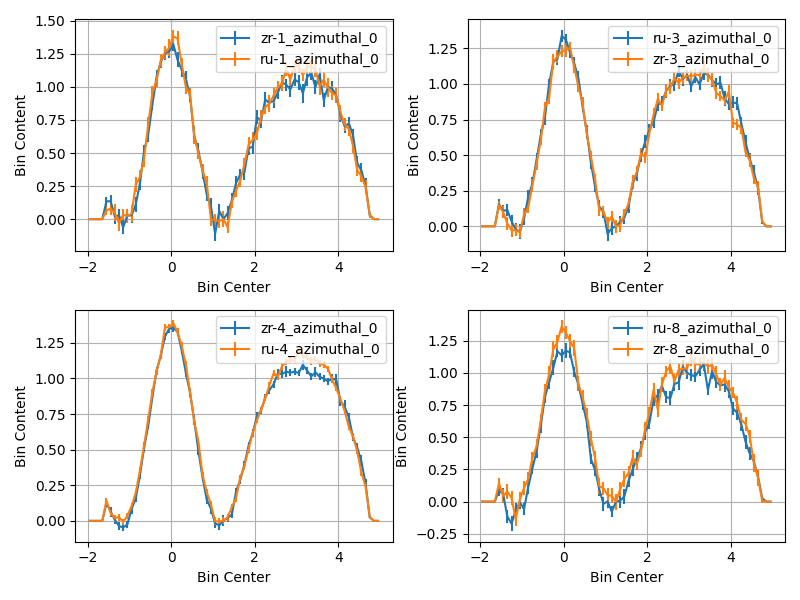 1.50
1.25
1.00
0.75
0.50
0.25
0.00
Bin Content
−2
0
2
4
Bin Center
zr-1_azimuthal_0
ru-1_azimuthal_0
1.25
1.00
0.75
0.50
0.25
0.00
Bin Content
−2
0
2
4
Bin Center
ru-3_azimuthal_0
zr-3_azimuthal_0
1.25
1.00
0.75
0.50
0.25
0.00
Bin Content
−2
0
2
4
Bin Center
zr-4_azimuthal_0
ru-4_azimuthal_0
1.25
1.00
0.75
0.50
0.25
0.00
−0.25
Bin Content
−2
0
2
4
Bin Center
ru-8_azimuthal_0
zr-8_azimuthal_0